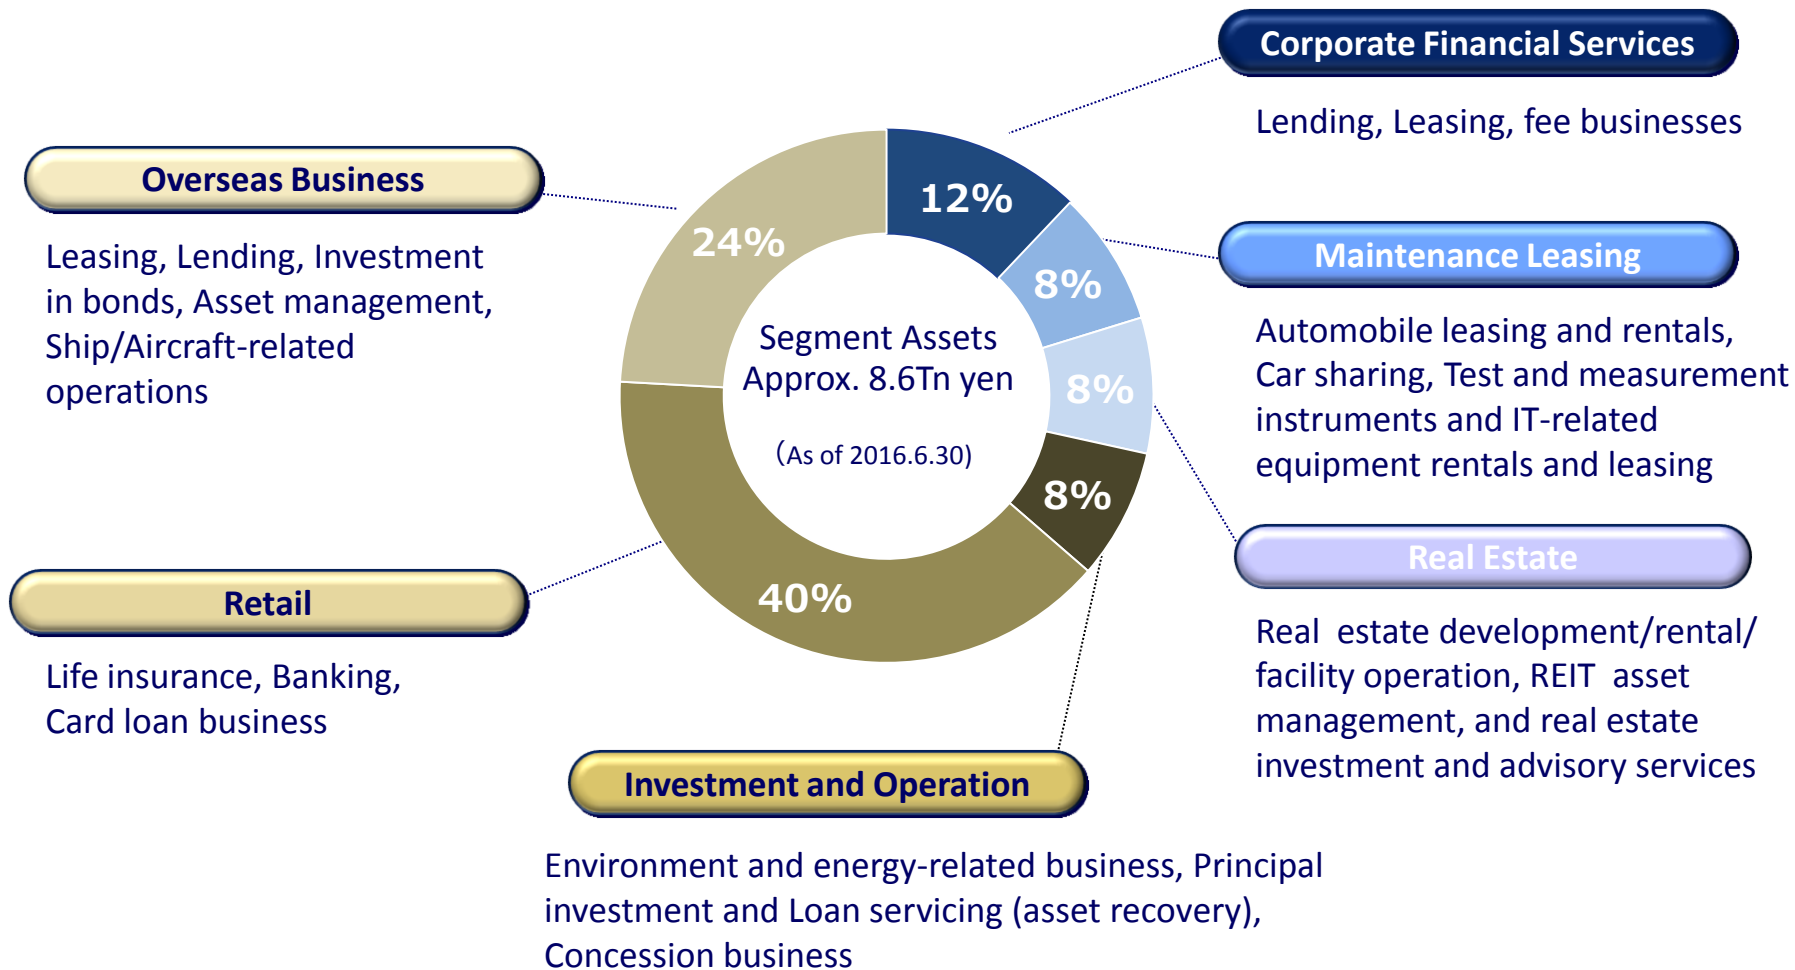 Corporate Financial Services
Lending, Leasing, fee businesses
Overseas Business
Leasing, Lending, Investment
in bonds, Asset management,
Ship/Aircraft-related
operations
Maintenance Leasing
Automobile leasing and rentals,
Car sharing, Test and measurement
instruments and IT-related
equipment rentals and leasing
12%
24%
8%
8%
8%
40%
Segment Assets
Approx. 8.6Tn yen
（As of 2016.6.30)
Real Estate
Real  estate development/rental/
facility operation, REIT  asset
management, and real estate
investment and advisory services
Retail
Life insurance, Banking,
Card loan business
Investment and Operation
Environment and energy-related business, Principal
investment and Loan servicing (asset recovery),
Concession business